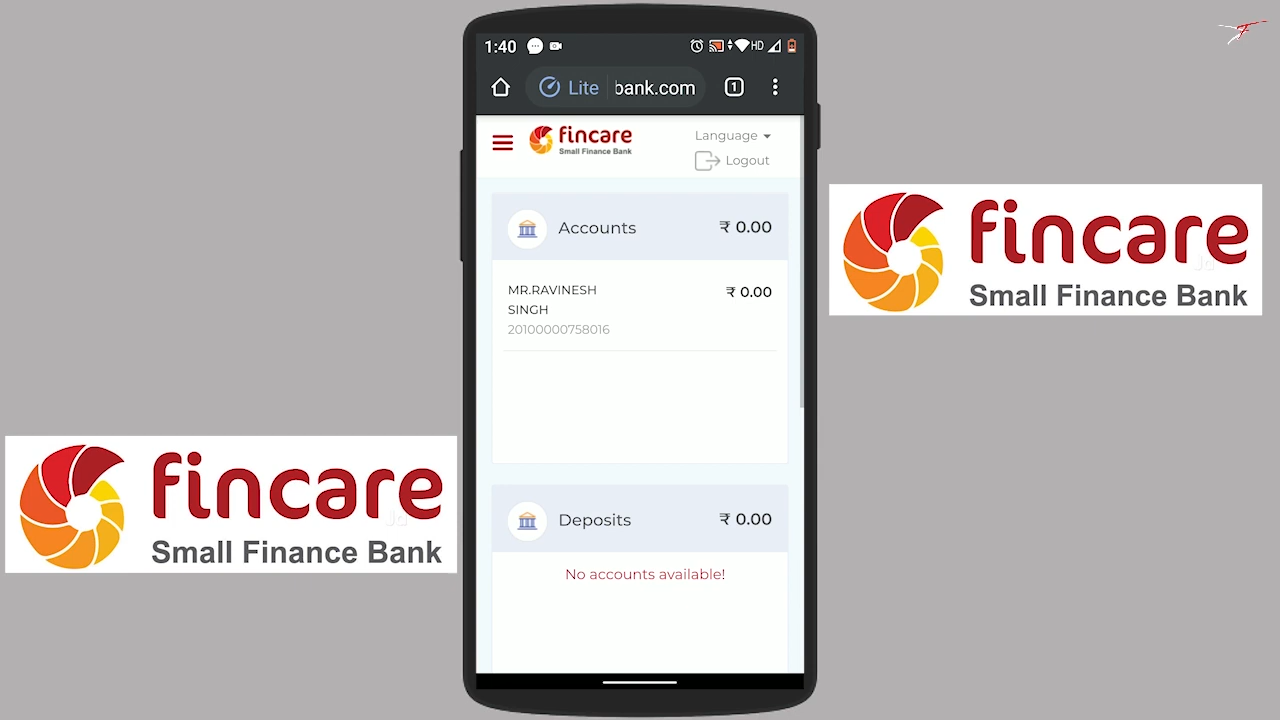 1:40
HD
Lite
bank.com
1
fincare
Small Finance Bank
Language
Logout
Accounts
₹ 0.00
MR.RAVINESH
SINGH
₹ 0.00
20100000758016
Deposits
₹ 0.00
No accounts available!
fincare
Small Finance Bank
fincare
Small Finance Bank